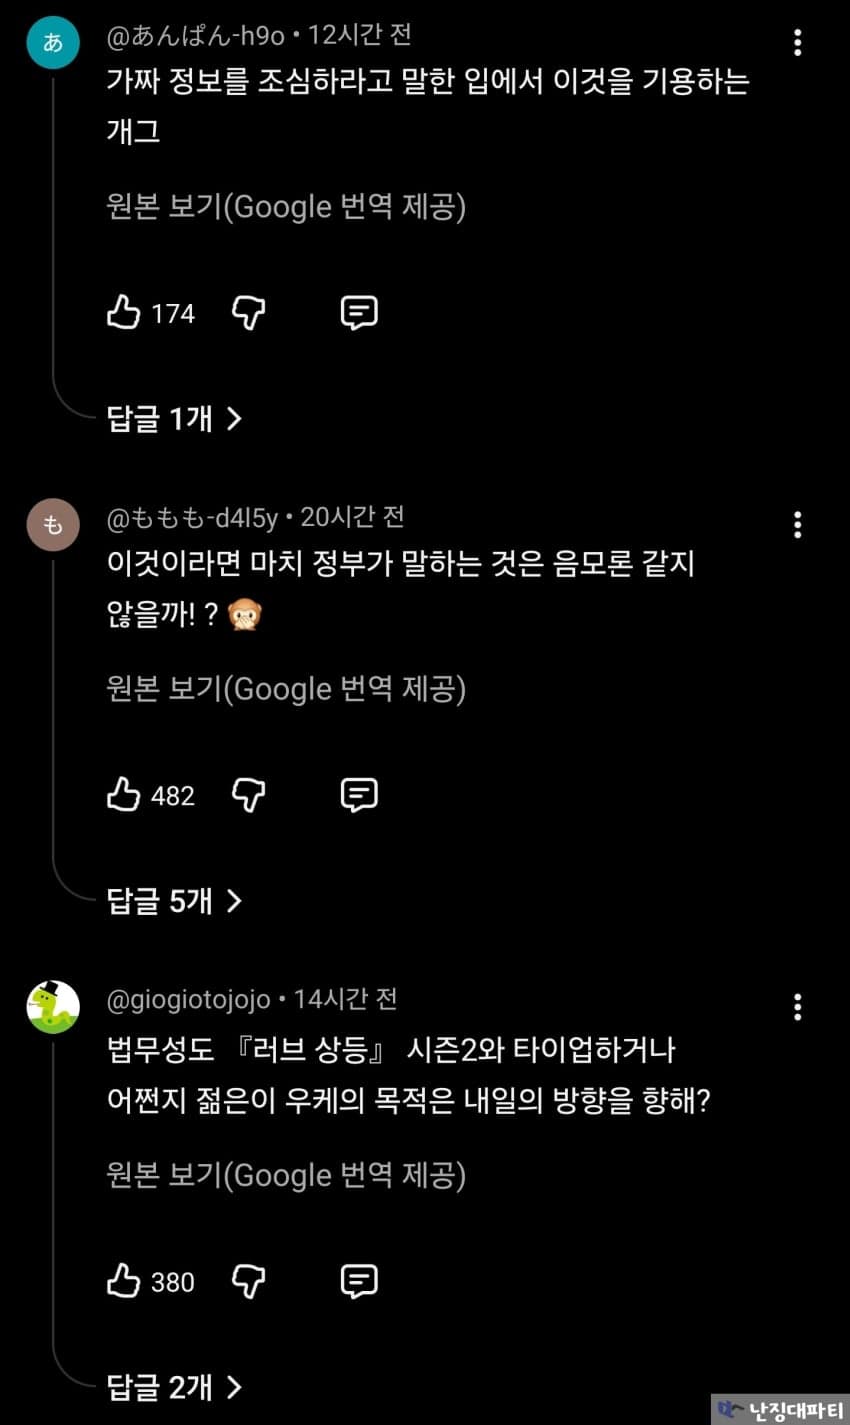 あ
@あんぱん-h9o • 12시간 전
가짜 정보를 조심하라고 말한 입에서 이것을 기용하는
개그
원본 보기(Google 번역 제공)
174
답글 1개
も
@ももも-d4l5y • 20시간 전
이것이라면 마치 정부가 말하는 것은 음모론 같지
않을까! ? 🙊
원본 보기(Google 번역 제공)
482
답글 5개
@giogiotojojo • 14시간 전
법무성도 『러브 상등』 시즌2와 타이업하거나
어쩐지 젊은이 우케의 목적은 내일의 방향을 향해?
원본 보기(Google 번역 제공)
380
답글 2개
난징대파티